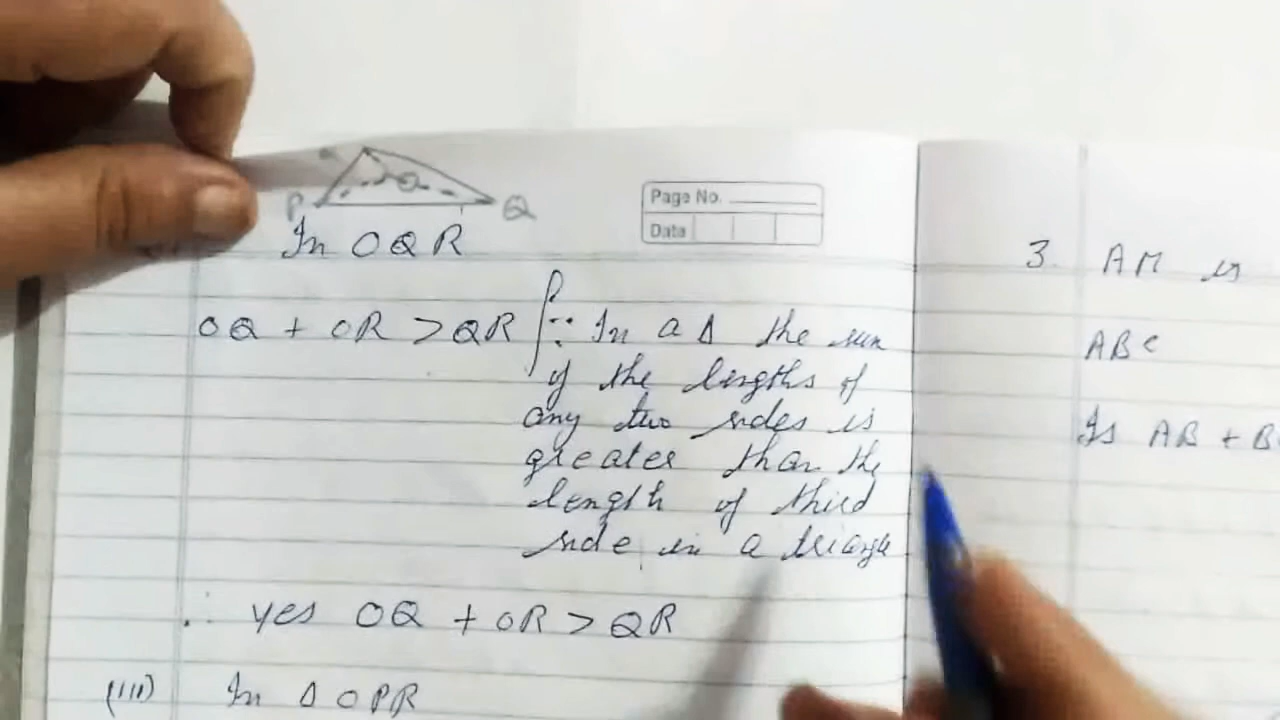 P O Q
Page No.
Date
In OQR
OQ + OR > QR [∵ In a Δ the sum
of the lengths of
any two sides is
greater than the
length of third
side in a triangle
∴ yes OQ + OR > QR
(III) In Δ OPR
3. AM is
ABC
Is AB + B